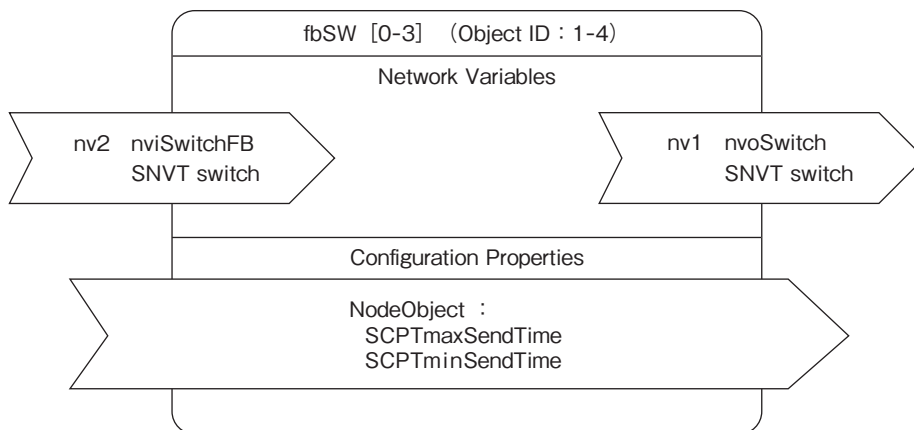 fbSW [0-3] （Object ID：1-4）
Network Variables
nv2 nviSwitchFB
SNVT switch
nv1 nvoSwitch
SNVT switch
Configuration Properties
NodeObject ：
SCPTmaxSendTime
SCPTminSendTime